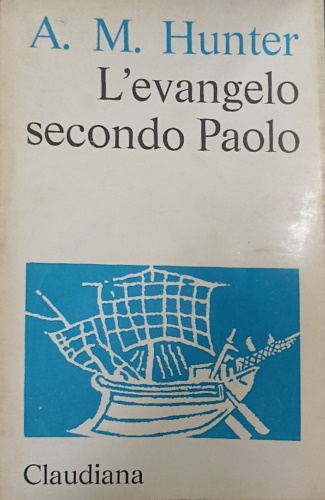 A. M. Hunter
L'evangelo
secondo Paolo
Claudiana